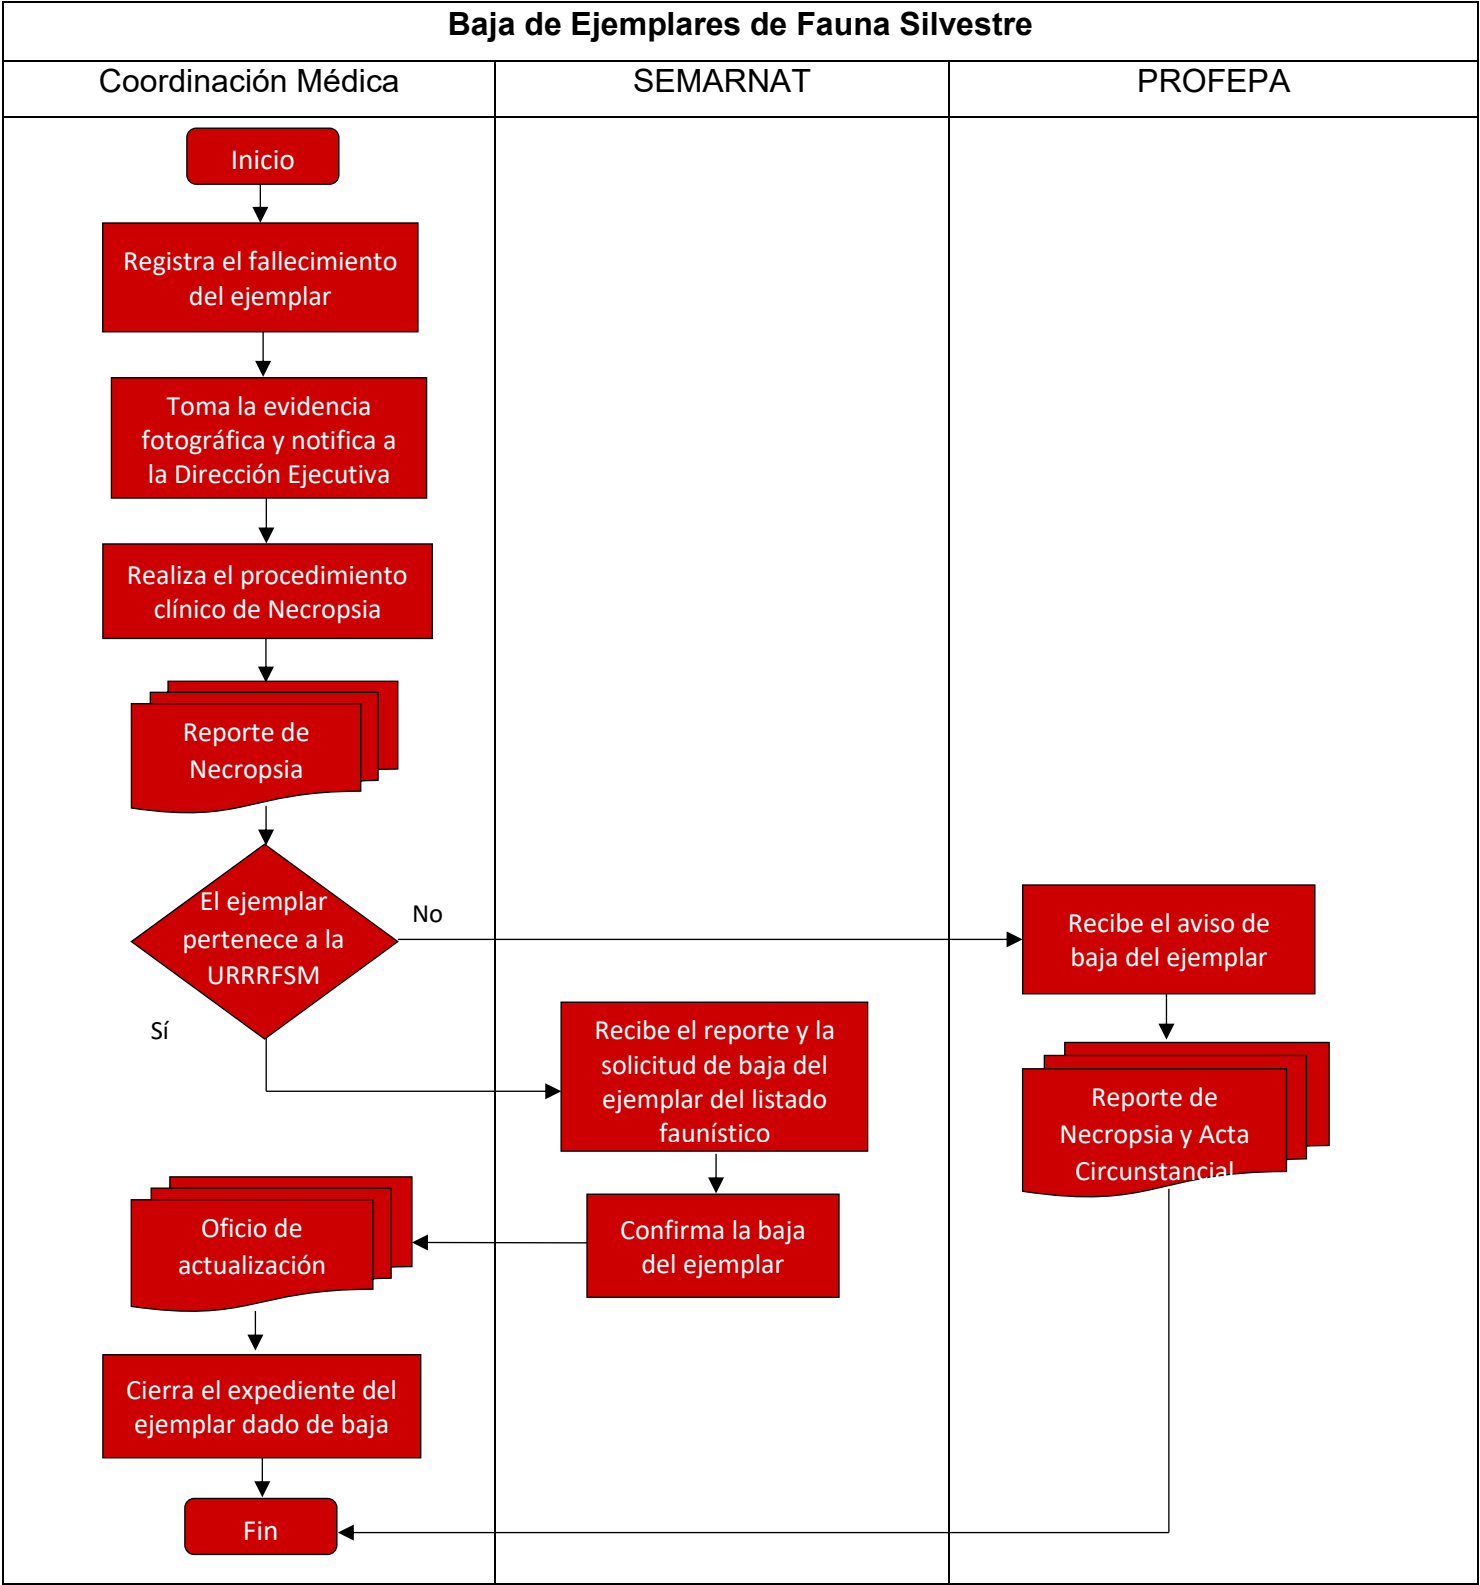 Baja de Ejemplares de Fauna Silvestre
Coordinación Médica
SEMARNAT
PROFEPA
Inicio
Registra el fallecimiento
del ejemplar
Toma la evidencia
fotográfica y notifica a
la Dirección Ejecutiva
Realiza el procedimiento
clínico de Necropsia
Reporte de
Necropsia
El ejemplar
pertenece a la
URRRFSM
No
Sí
Recibe el aviso de
baja del ejemplar
Recibe el reporte y la
solicitud de baja del
ejemplar del listado
faunístico
Reporte de
Necropsia y Acta
Circunstancial
Confirma la baja
del ejemplar
Oficio de
actualización
Cierra el expediente del
ejemplar dado de baja
Fin